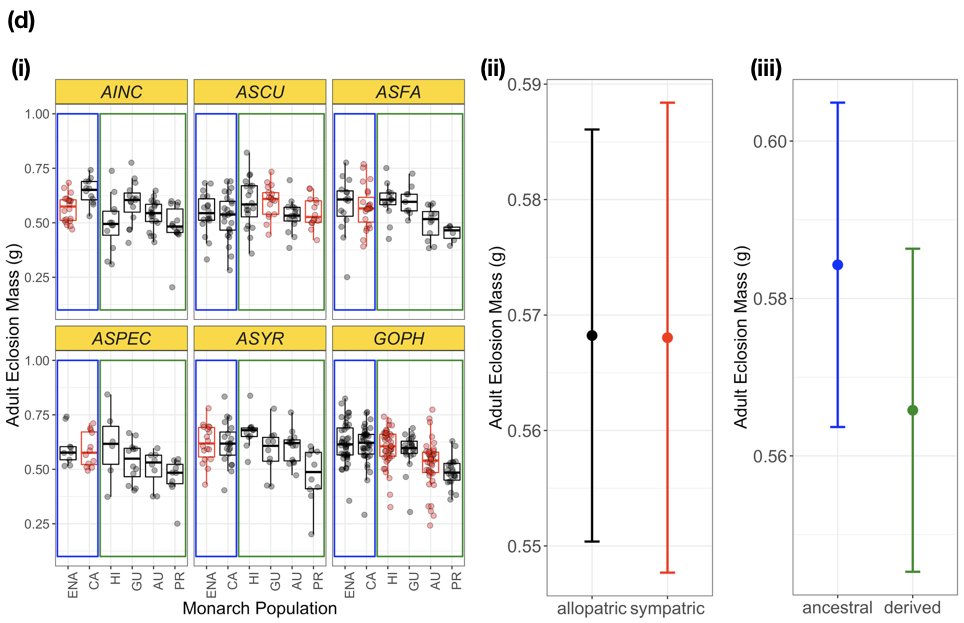 (d)
(i)
(ii)
(iii)
AINC ASCU ASFA
1.00
0.75
0.50
0.25
ASPEC ASYR GOPH
1.00
0.75
0.50
0.25
Adult Eclosion Mass (g)
ENA CA HI GU AU PR ENA CA HI GU AU PR ENA CA HI GU AU PR
Monarch Population
0.59
0.58
0.57
0.56
0.55
Adult Eclosion Mass (g)
allopatric sympatric
0.60
0.58
0.56
Adult Eclosion Mass (g)
ancestral derived